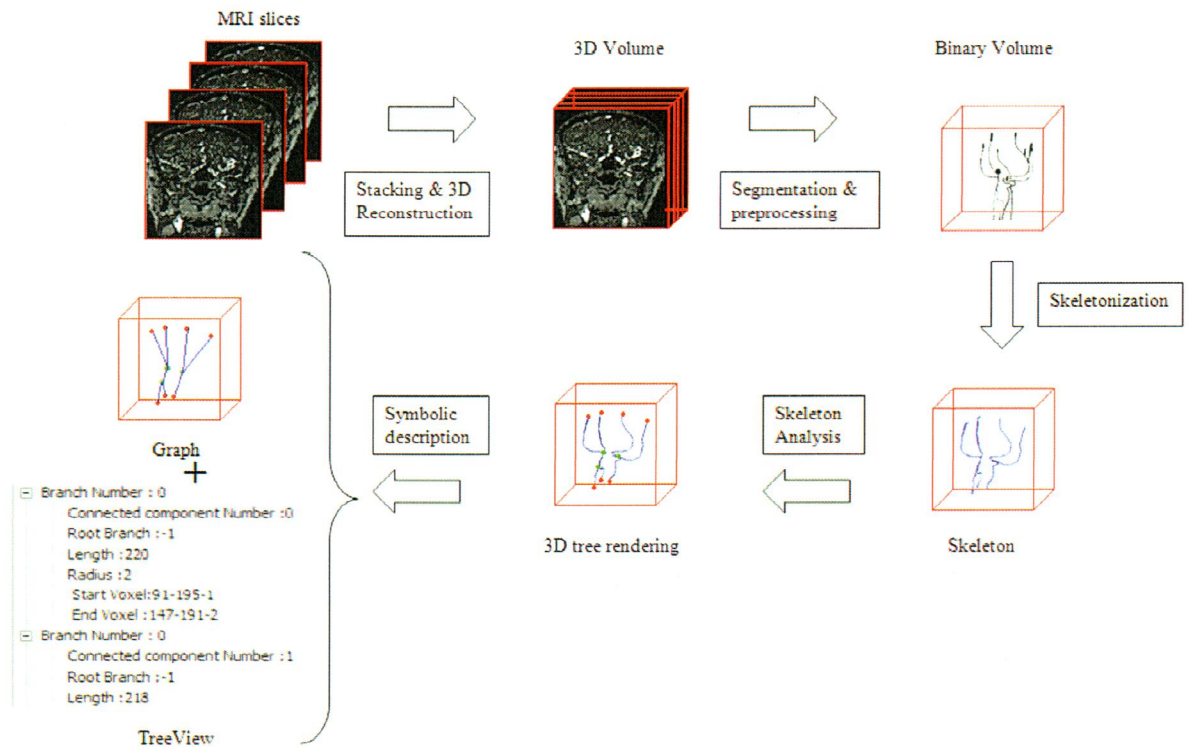 MRI slices
3D Volume
Binary Volume
Stacking & 3D
Reconstruction
Segmentation &
preprocessing
Skeletonization
Symbolic
description
Skeleton
Analysis
Graph
+
3D tree rendering
Skeleton
Branch Number : 0
Connected component Number :0
Root Branch :-1
Length :220
Radius :2
Start Voxel:91-195-1
End Voxel :147-191-2
Branch Number : 0
Connected component Number :1
Root Branch :-1
Length :218
TreeView